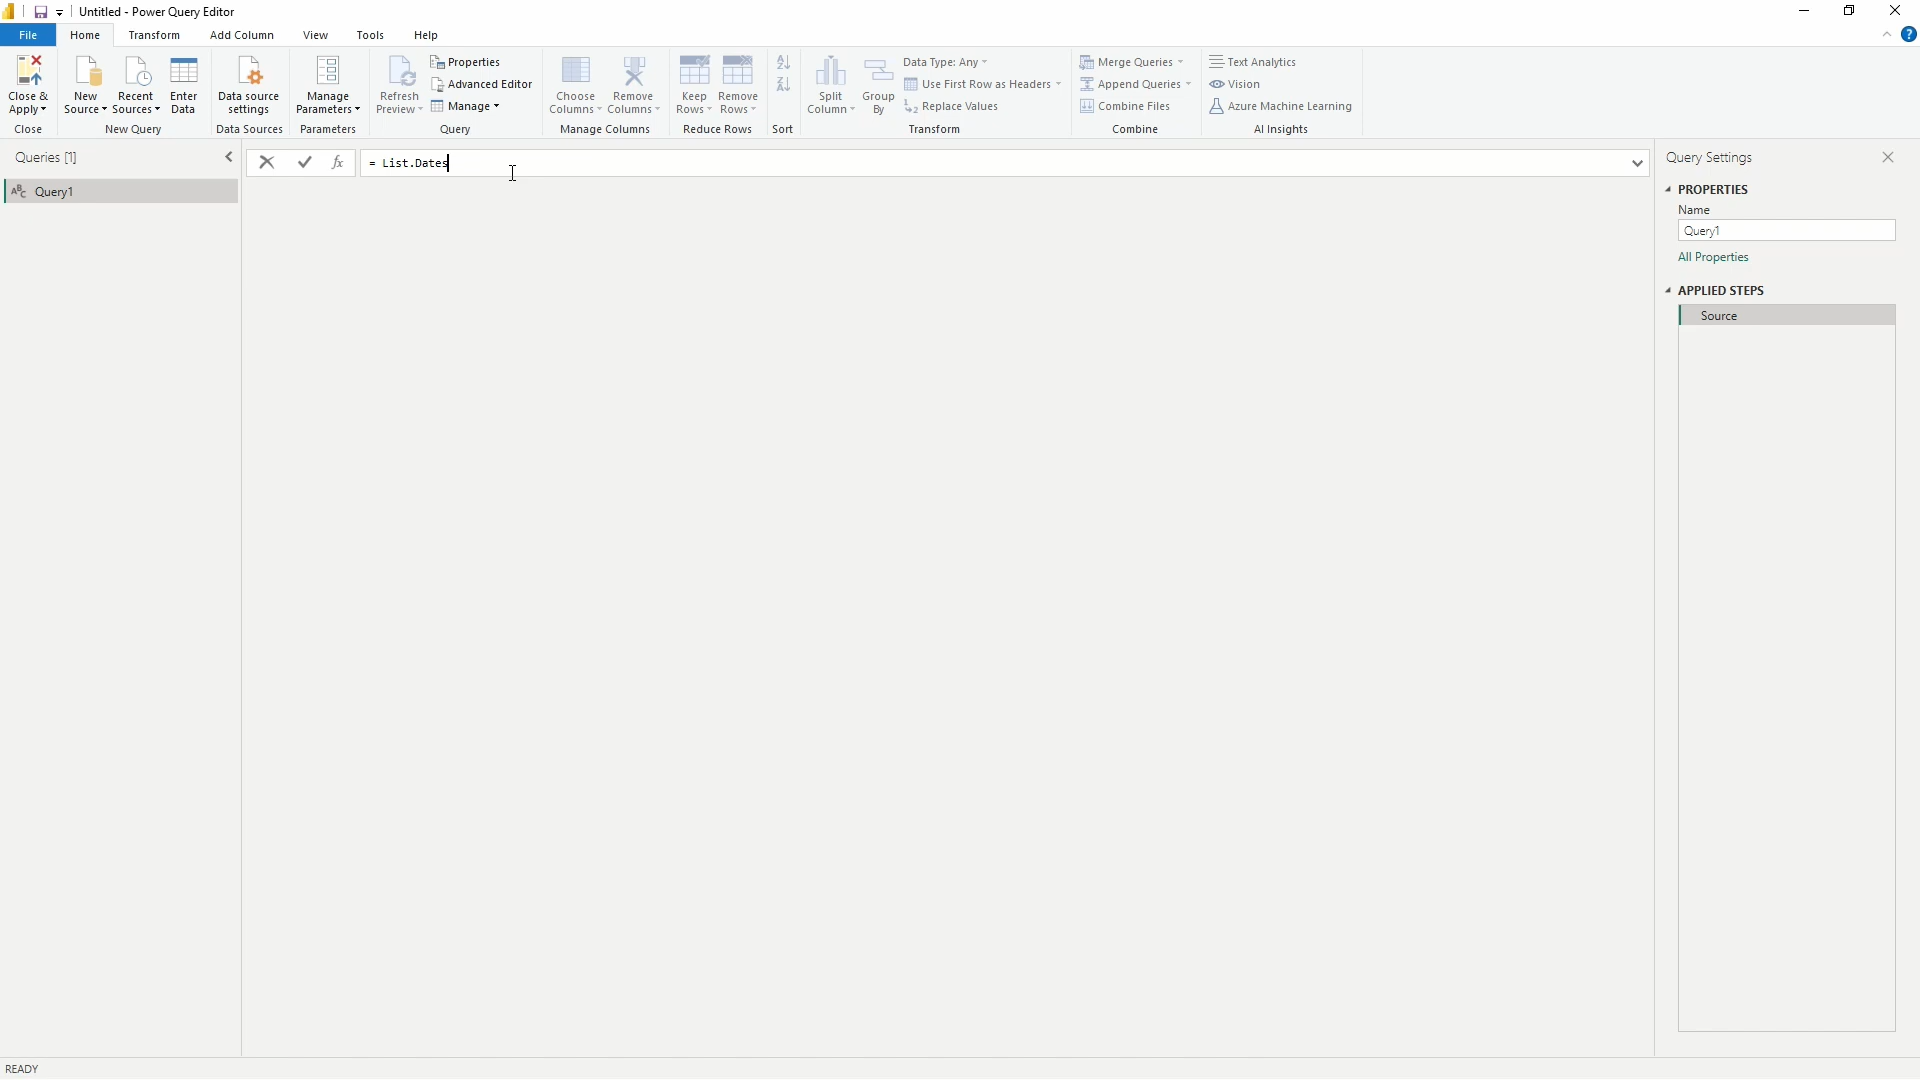 Untitled - Power Query Editor
File Home Transform Add Column View Tools Help
Close & Apply
Close
New Source
Recent Sources
Enter Data
New Query
Data source settings
Data Sources
Manage Parameters
Parameters
Refresh Preview
Properties
Advanced Editor
Manage
Query
Choose Columns
Remove Columns
Manage Columns
Keep Rows
Remove Rows
Reduce Rows
Sort
Split Column
Group By
Data Type: Any
Use First Row as Headers
Replace Values
Transform
Merge Queries
Append Queries
Combine Files
Combine
Text Analytics
Vision
Azure Machine Learning
AI Insights
Queries [1]
ABC Query1
fx = List.Dates
Query Settings
PROPERTIES
Name
Query1
All Properties
APPLIED STEPS
Source
READY